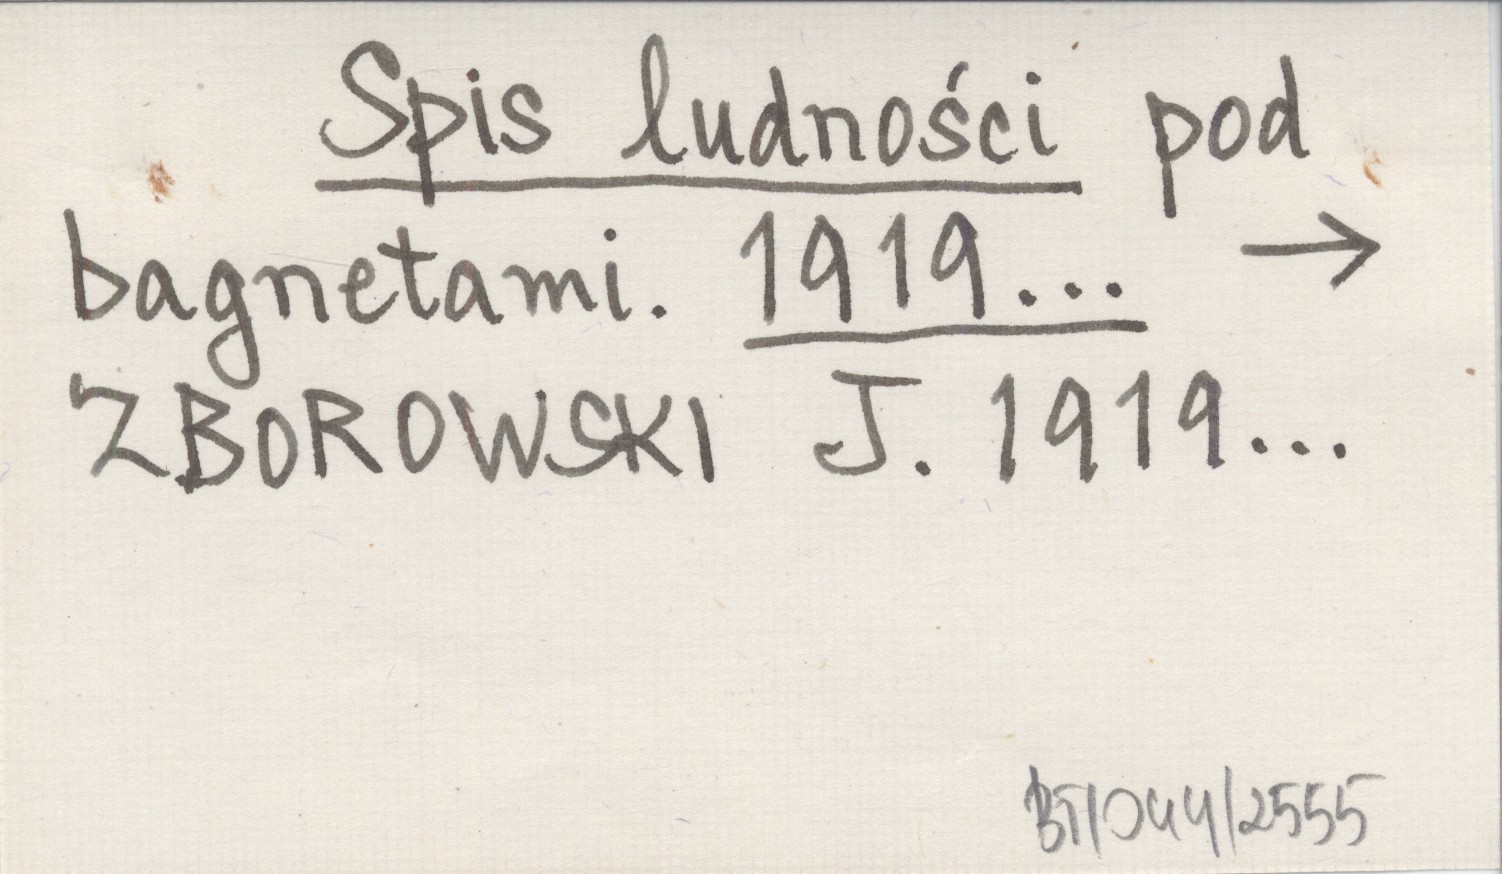 Spis ludności pod
bagnetami. 1919... →
ZBOROWSKI J. 1919...
BT/044/2555